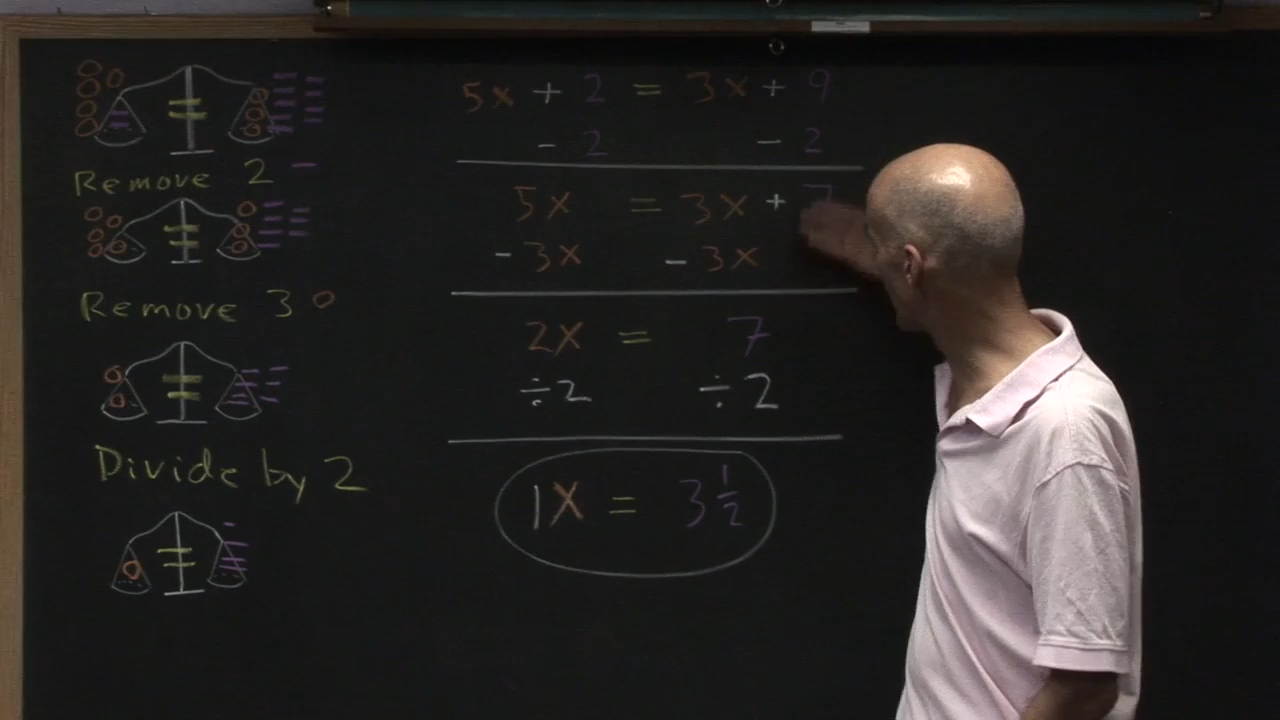 Remove 2 –
Remove 3 o
Divide by 2
5x + 2 = 3x + 9
- 2 - 2
5x = 3x + 7
- 3x - 3x
2x = 7
÷2 ÷2
1x = 3 1/2